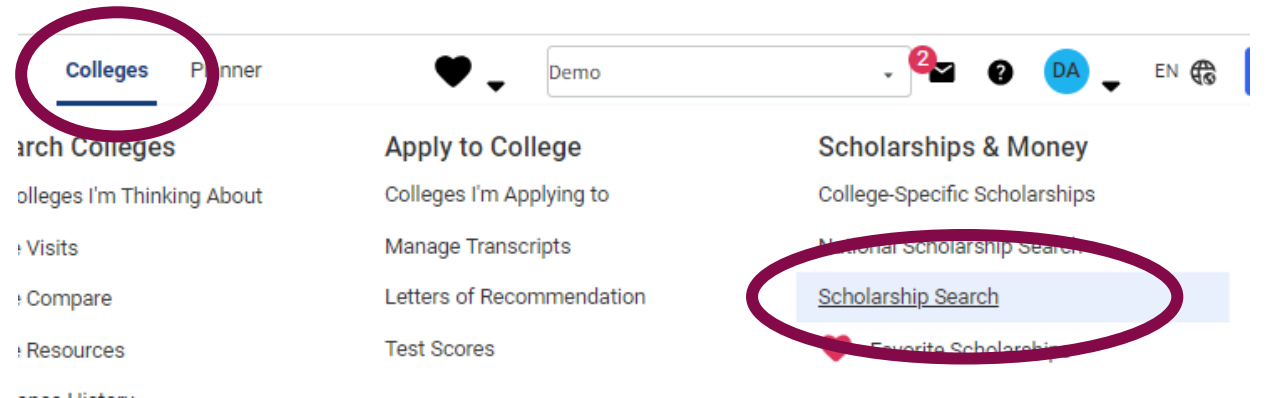 Colleges Planner Demo 2 DA EN
arch Colleges Apply to College Scholarships & Money
olleges I'm Thinking About Colleges I'm Applying to College-Specific Scholarships
Visits Manage Transcripts National Scholarship Search
Compare Letters of Recommendation Scholarship Search
Resources Test Scores Favorite Scholarships
History